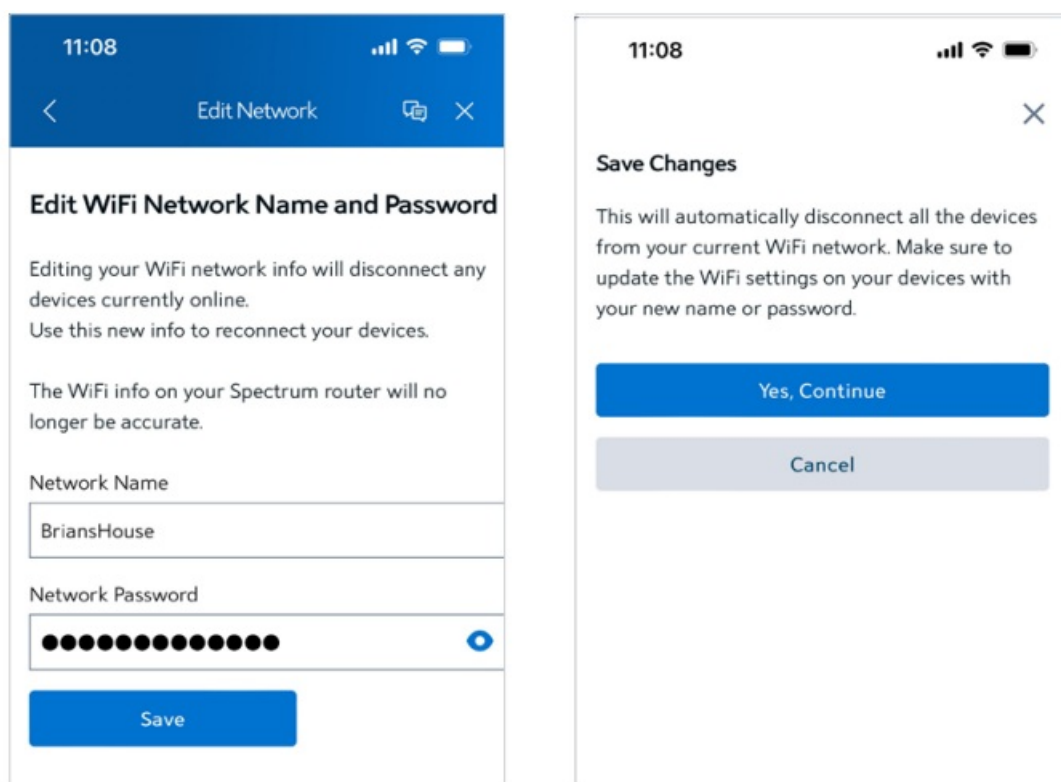 11:08
Edit Network
Edit WiFi Network Name and Password
Editing your WiFi network info will disconnect any
devices currently online.
Use this new info to reconnect your devices.
The WiFi info on your Spectrum router will no
longer be accurate.
Network Name
BriansHouse
Network Password
●●●●●●●●●●●●●
Save
11:08
Save Changes
This will automatically disconnect all the devices
from your current WiFi network. Make sure to
update the WiFi settings on your devices with
your new name or password.
Yes, Continue
Cancel